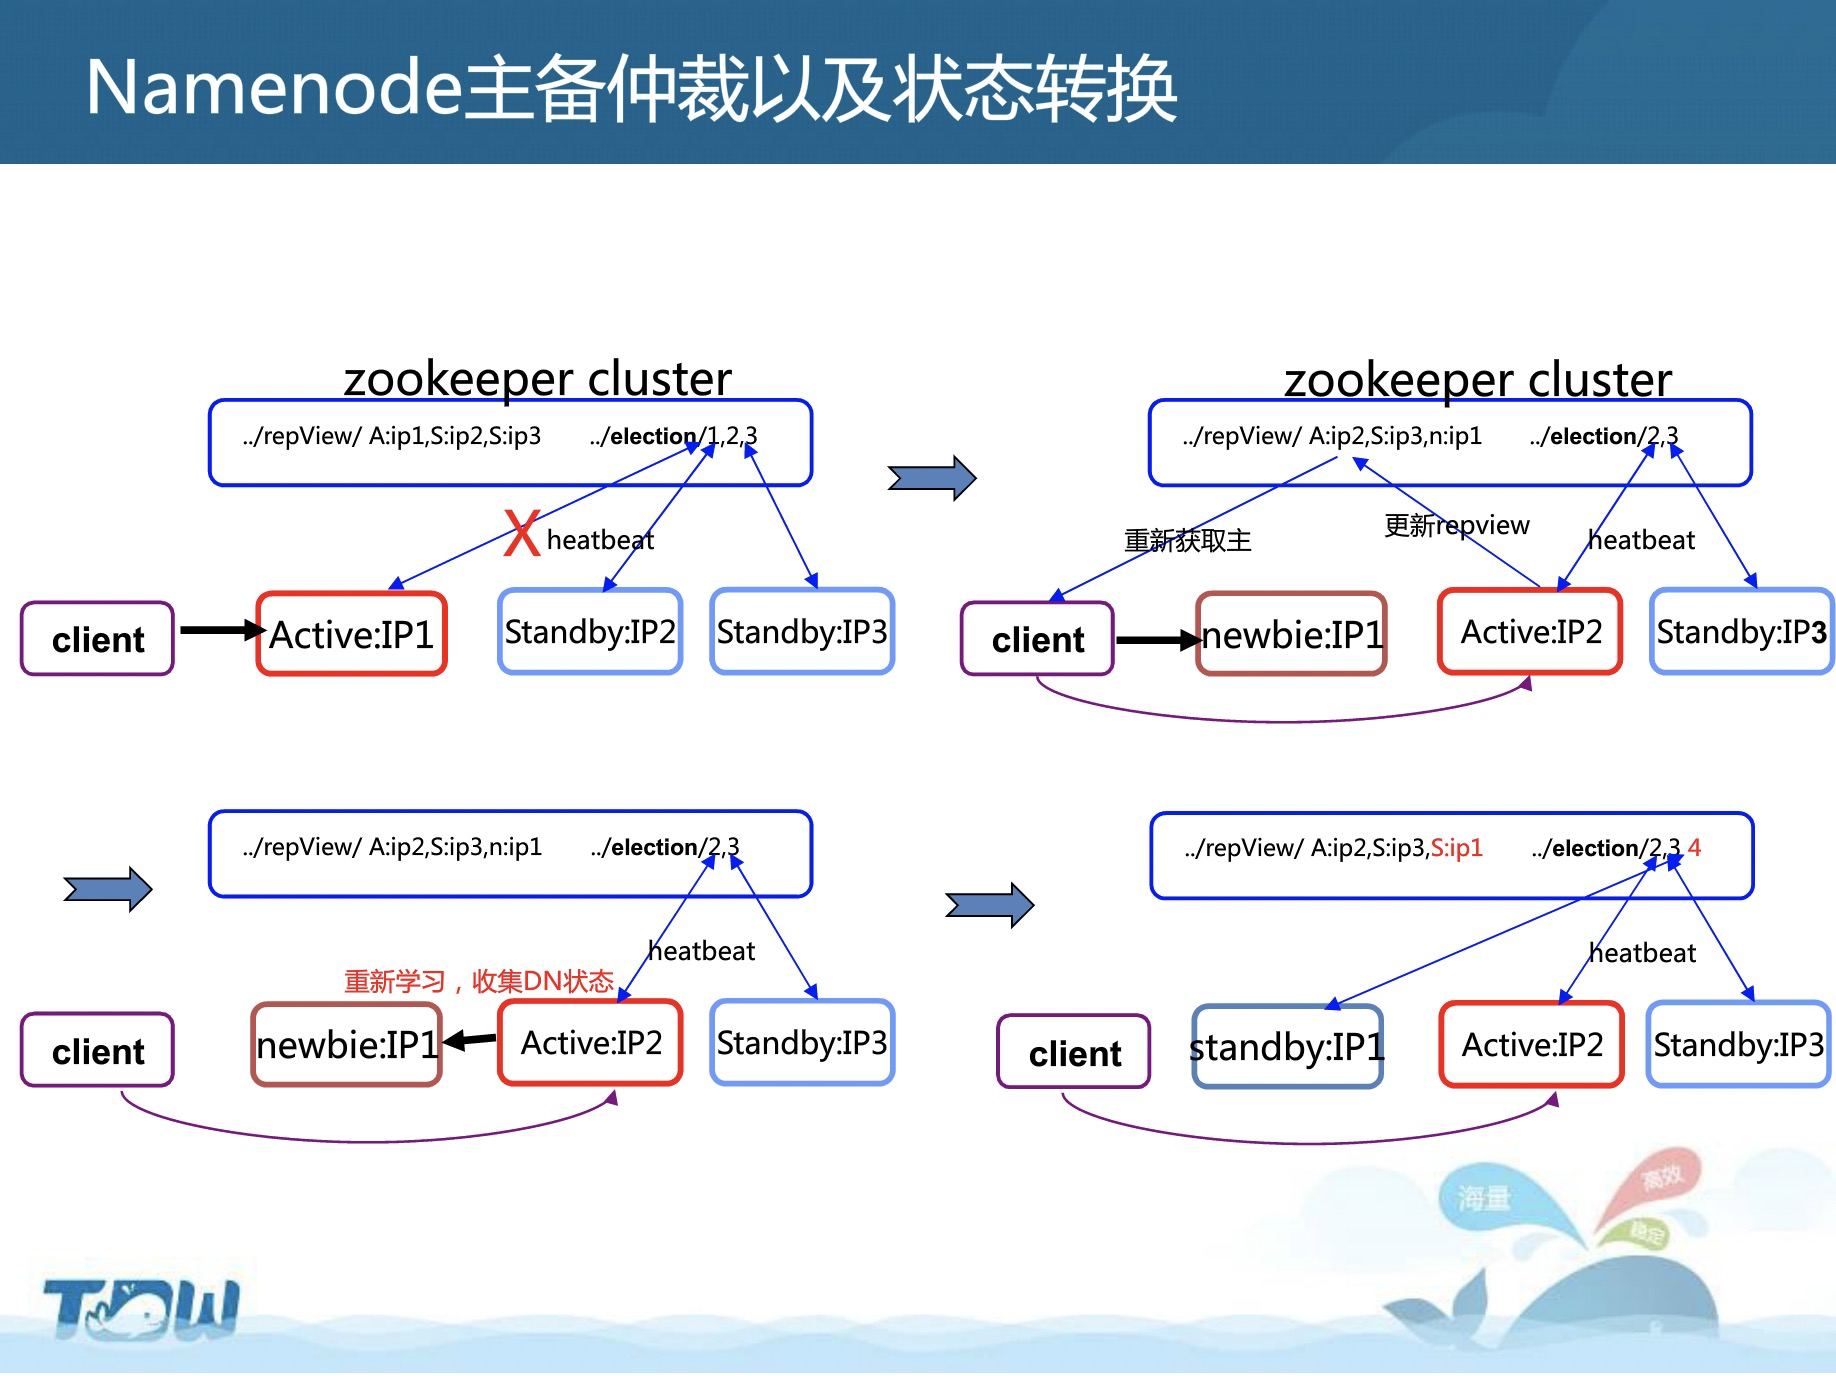 Namenode主备仲裁以及状态转换
zookeeper cluster
../repView/ A:ip1,S:ip2,S:ip3 ../election/1,2,3
X heatbeat
client
Active:IP1
Standby:IP2
Standby:IP3
zookeeper cluster
../repView/ A:ip2,S:ip3,n:ip1 ../election/2,3
重新获取主
更新repview
heatbeat
client
newbie:IP1
Active:IP2
Standby:IP3
../repView/ A:ip2,S:ip3,n:ip1 ../election/2,3
heatbeat
重新学习，收集DN状态
client
newbie:IP1
Active:IP2
Standby:IP3
../repView/ A:ip2,S:ip3,S:ip1 ../election/2,3 4
heatbeat
client
standby:IP1
Active:IP2
Standby:IP3
海量
高效
稳定
TDW